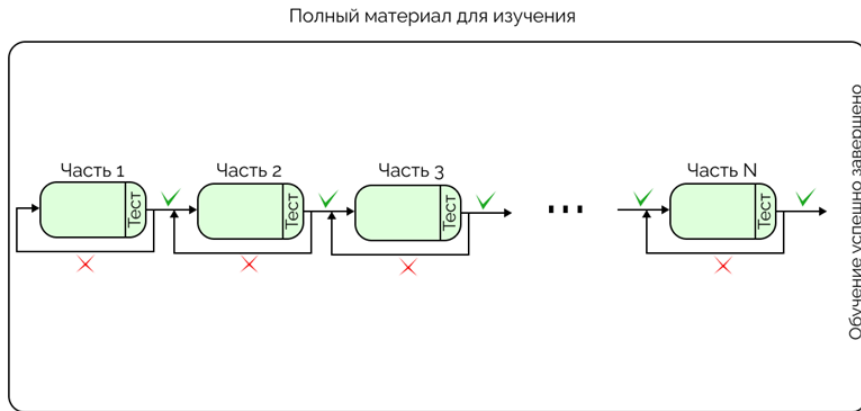 Полный материал для изучения
Часть 1
Часть 2
Часть 3
Часть N
Тест
Тест
Тест
Тест
...
Обучение успешно завершено